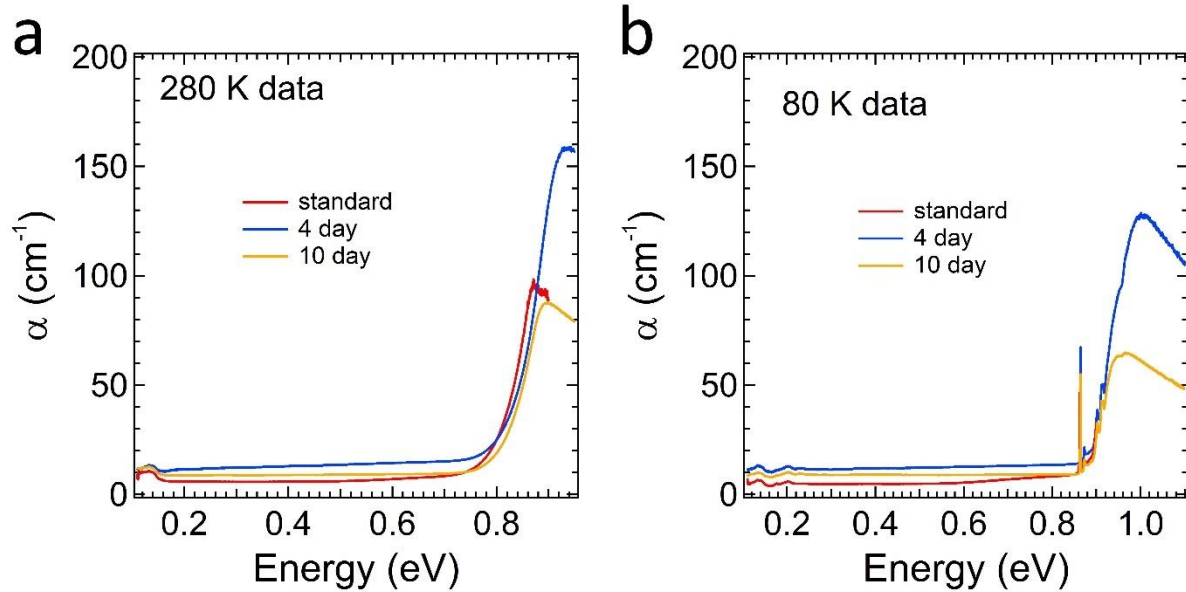 a
200
150
100
50
0
280 K data
standard
4 day
10 day
α (cm⁻¹)
0.2 0.4 0.6 0.8
Energy (eV)
b
200
150
100
50
0
80 K data
standard
4 day
10 day
α (cm⁻¹)
0.2 0.4 0.6 0.8 1.0
Energy (eV)